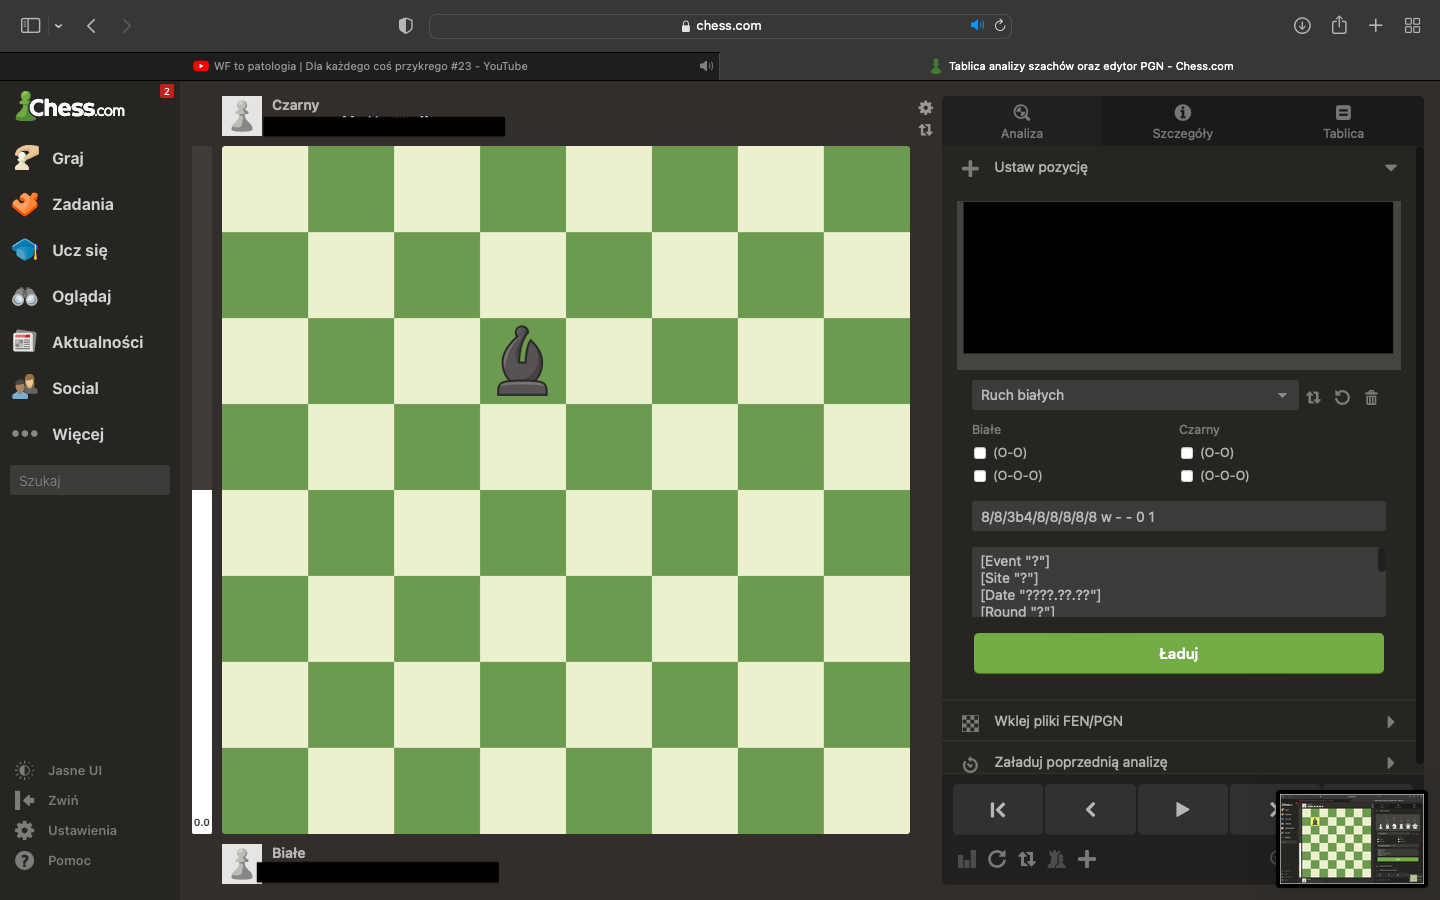 chess.com
WF to patologia | Dla każdego coś przykrego #23 - YouTube
Tablica analizy szachów oraz edytor PGN - Chess.com
Chess.com
2
Graj
Zadania
Ucz się
Oglądaj
Aktualności
Social
Więcej
Szukaj
Jasne UI
Zwiń
Ustawienia
Pomoc
Czarny
0.0
Białe
Analiza
Szczegóły
Tablica
Ustaw pozycję
Ruch białych
Białe
Czarny
(O-O)
(O-O)
(O-O-O)
(O-O-O)
8/8/3b4/8/8/8/8/8 w - - 0 1
[Event "?"]
[Site "?"]
[Date "????.??.??"]
[Round "?"]
Ładuj
Wklej pliki FEN/PGN
Załaduj poprzednią analizę